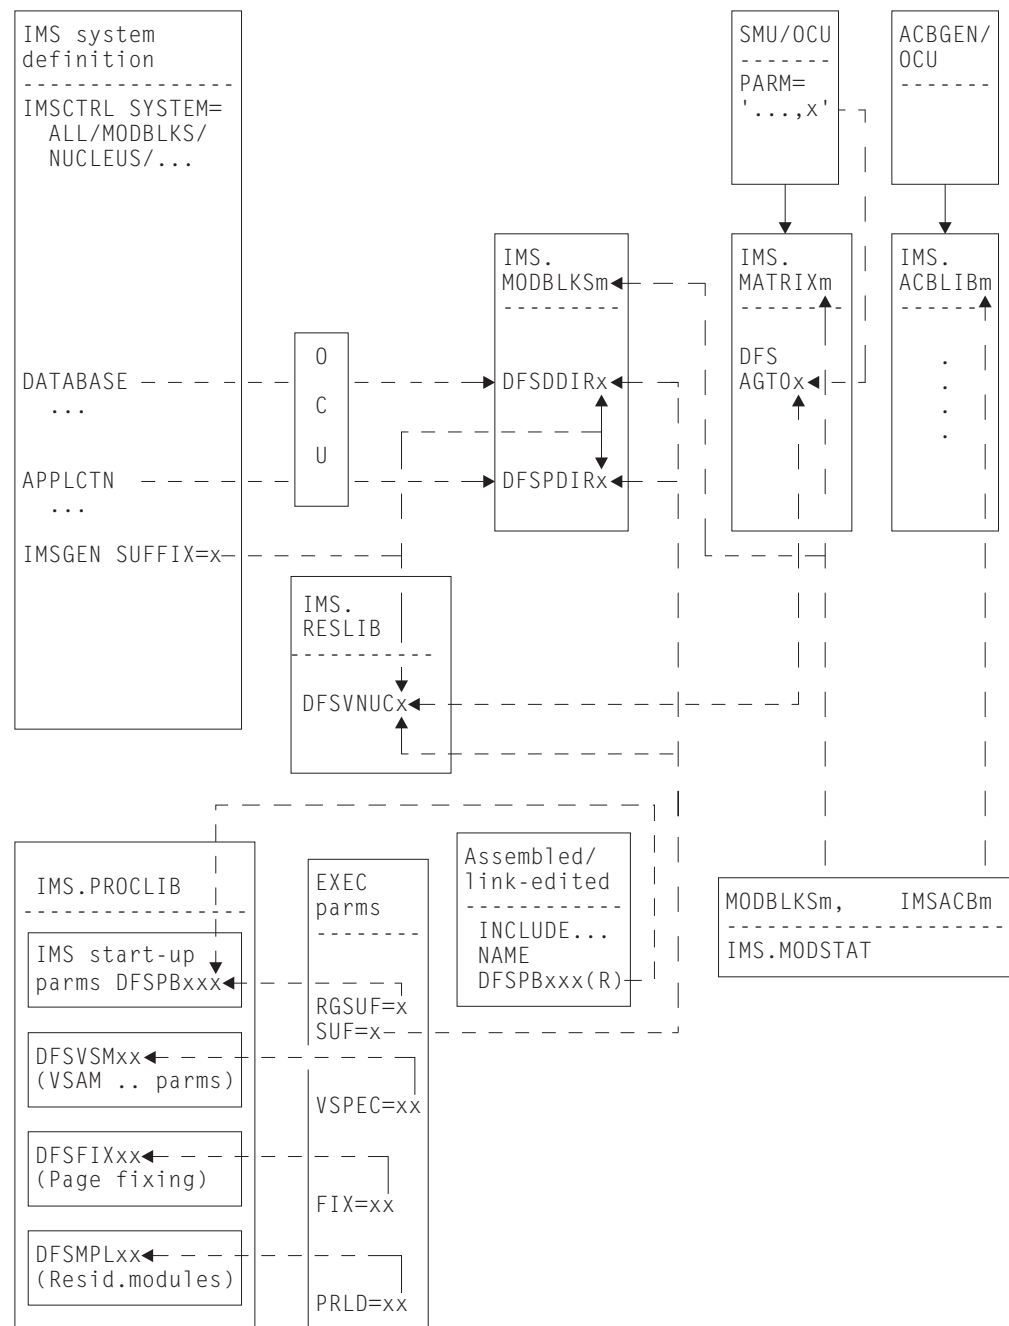 IMS system
definition
IMSCTRL SYSTEM=
ALL/MODBLKS/
NUCLEUS/...
DATABASE
...
APPLCTN
...
IMSGEN SUFFIX=x
O
C
U
IMS.
MODBLKSm
DFSDDIRx
DFSPDIRx
SMU/OCU
PARM=
'...,x'
ACBGEN/
OCU
IMS.
MATRIXm
DFS
AGT0x
IMS.
ACBLIBm
.
.
.
.
IMS.
RESLIB
DFSVNUCx
IMS.PROCLIB
IMS start-up
parms DFSPBxxx
DFSVSMxx
(VSAM .. parms)
DFSFIXxx
(Page fixing)
DFSMPLxx
(Resid.modules)
EXEC
parms
RGSUF=x
SUF=x
VSPEC=xx
FIX=xx
PRLD=xx
Assembled/
link-edited
INCLUDE...
NAME
DFSPBxxx(R)
MODBLKSm, IMSACBm
IMS.MODSTAT